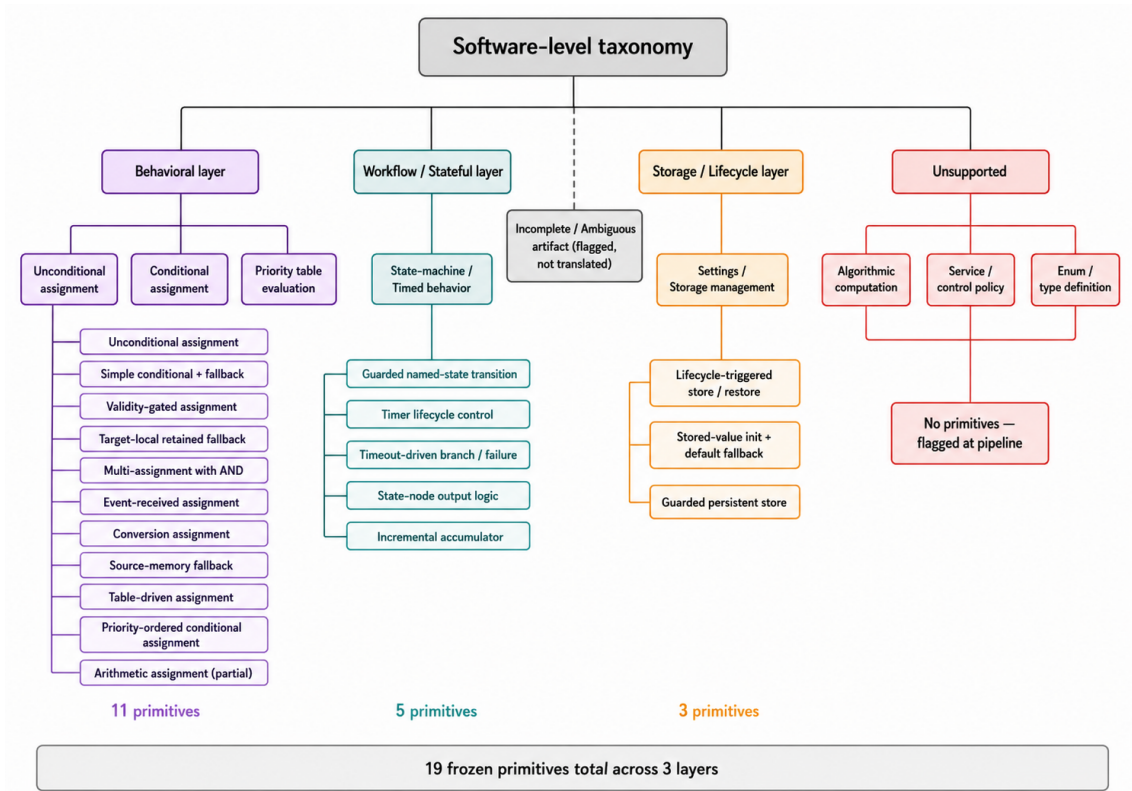 Software-level taxonomy
Behavioral layer
Workflow / Stateful layer
Storage / Lifecycle layer
Unsupported
Incomplete / Ambiguous
artifact (flagged,
not translated)
Unconditional
assignment
Conditional
assignment
Priority table
evaluation
State-machine /
Timed behavior
Settings /
Storage management
Algorithmic
computation
Service /
control policy
Enum /
type definition
Unconditional assignment
Simple conditional + fallback
Validity-gated assignment
Target-local retained fallback
Multi-assignment with AND
Event-received assignment
Conversion assignment
Source-memory fallback
Table-driven assignment
Priority-ordered conditional
assignment
Arithmetic assignment (partial)
Guarded named-state transition
Timer lifecycle control
Timeout-driven branch / failure
State-node output logic
Incremental accumulator
Lifecycle-triggered
store / restore
Stored-value init +
default fallback
Guarded persistent store
No primitives —
flagged at pipeline
11 primitives
5 primitives
3 primitives
19 frozen primitives total across 3 layers